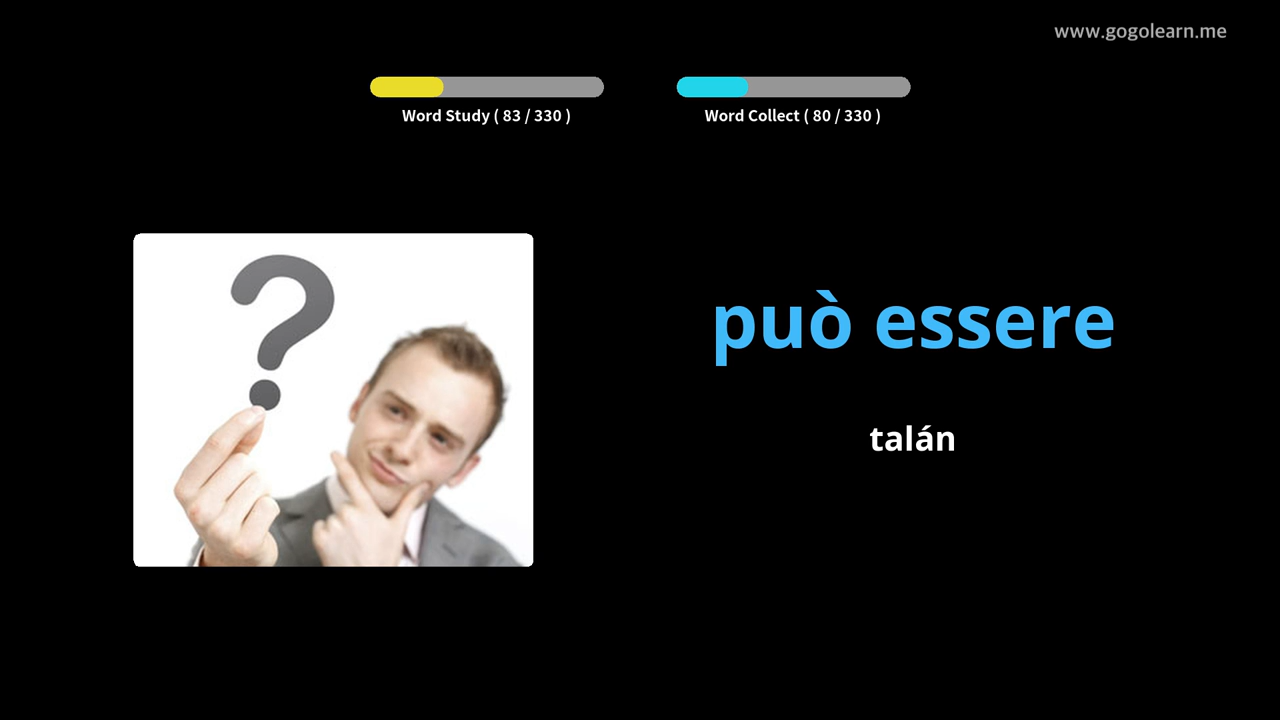 www.gogolearn.me
Word Study ( 83 / 330 )
Word Collect ( 80 / 330 )
può essere
talán